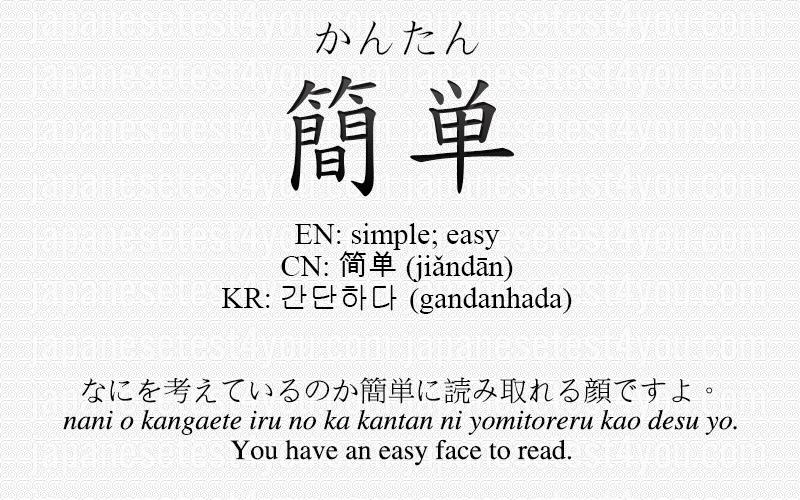 かんたん
簡単
EN: simple; easy
CN: 简单 (jiǎndān)
KR: 간단하다 (gandanhada)
なにを考えているのか簡単に読み取れる顔ですよ。
nani o kangaete iru no ka kantan ni yomitoreru kao desu yo.
You have an easy face to read.